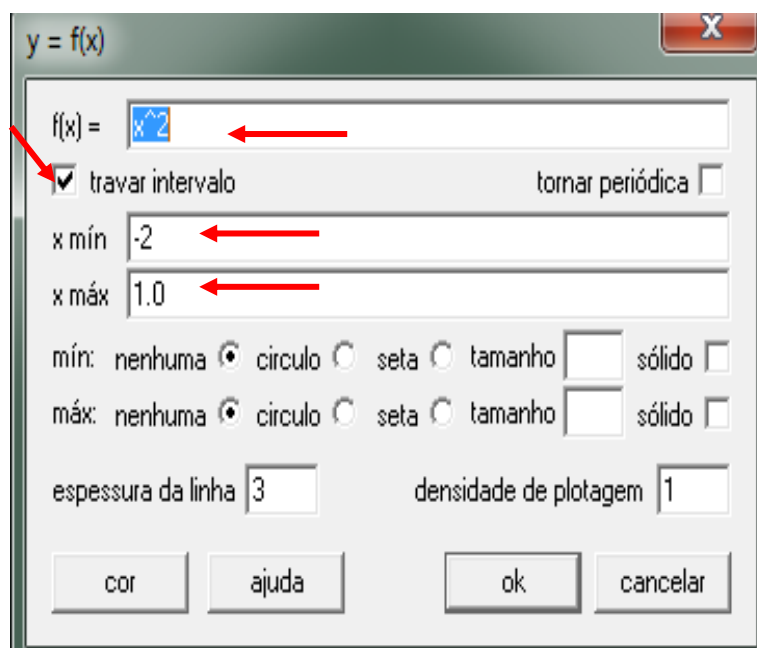 y = f(x)
X
f(x) = x^2
travar intervalo tornar periódica
x mín -2
x máx 1.0
mín: nenhuma circulo seta tamanho sólido
máx: nenhuma circulo seta tamanho sólido
espessura da linha 3 densidade de plotagem 1
cor ajuda ok cancelar